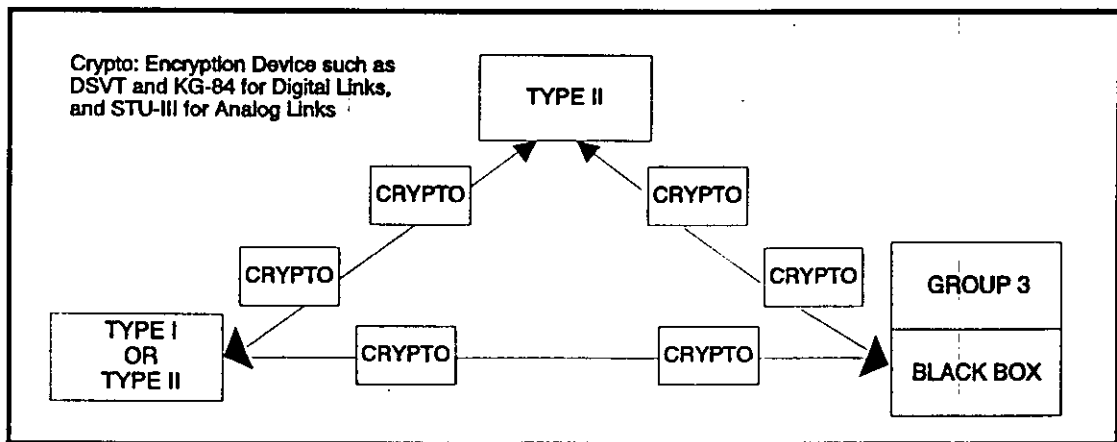 Crypto: Encryption Device such as
DSVT and KG-84 for Digital Links,
and STU-III for Analog Links
TYPE II
CRYPTO
CRYPTO
CRYPTO
CRYPTO
TYPE I
OR
TYPE II
CRYPTO
CRYPTO
GROUP 3
BLACK BOX